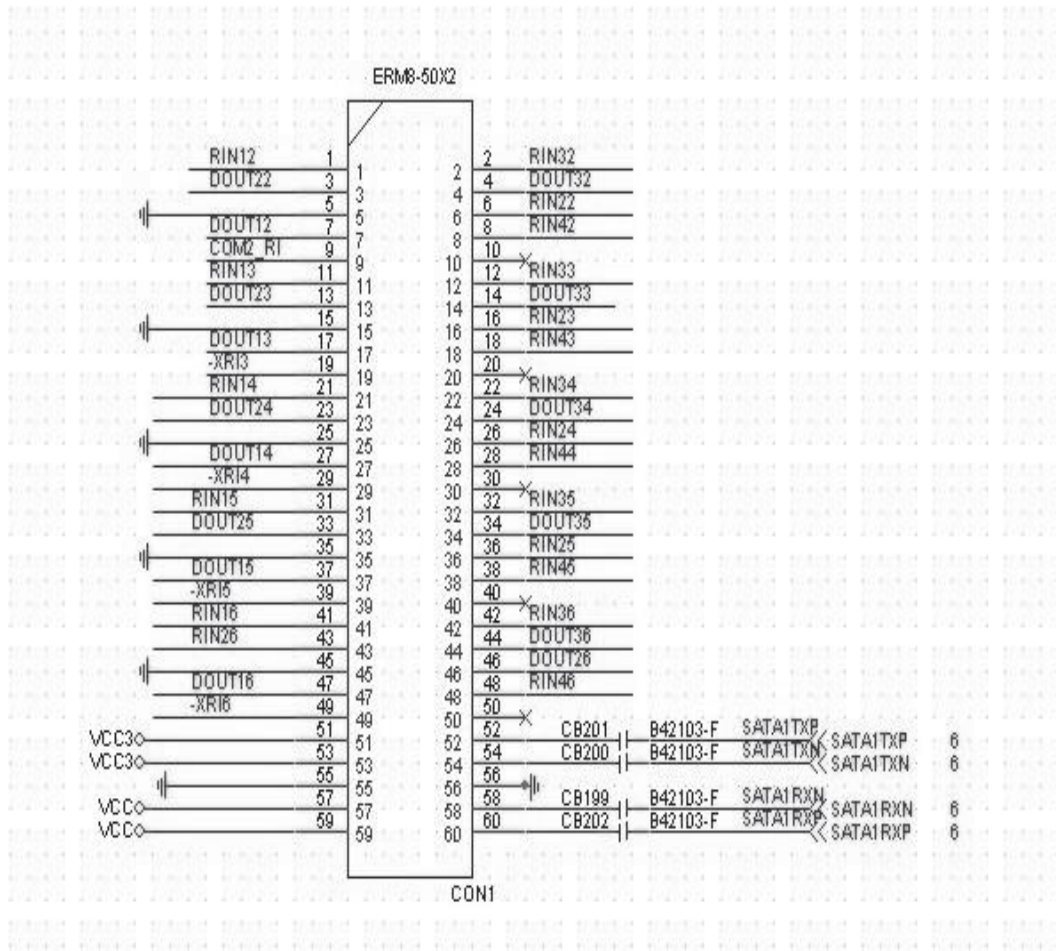 ERM8-50X2
RIN12 1 1 2 2 RIN32
DOUT22 3 3 4 4 DOUT32
5 5 6 6 RIN22
DOUT12 7 7 8 8 RIN42
COM2_RI 9 9 10 10
RIN13 11 11 12 12 RIN33
DOUT23 13 13 14 14 DOUT33
15 15 16 16 RIN23
DOUT13 17 17 18 18 RIN43
-XRI3 19 19 20 20
RIN14 21 21 22 22 RIN34
DOUT24 23 23 24 24 DOUT34
25 25 26 26 RIN24
DOUT14 27 27 28 28 RIN44
-XRI4 29 29 30 30
RIN15 31 31 32 32 RIN35
DOUT25 33 33 34 34 DOUT35
35 35 36 36 RIN25
DOUT15 37 37 38 38 RIN45
-XRI5 39 39 40 40
RIN16 41 41 42 42 RIN36
RIN26 43 43 44 44 DOUT36
45 45 46 46 DOUT26
DOUT16 47 47 48 48 RIN46
-XRI6 49 49 50 50
VCC3 51 51 52 52 CB201 B42103-F SATA1TXP SATA1TXP 6
VCC3 53 53 54 54 CB200 B42103-F SATA1TXN SATA1TXN 6
55 55 56 56
VCC 57 57 58 58 CB199 B42103-F SATA1RXN SATA1RXN 6
VCC 59 59 60 60 CB202 B42103-F SATA1RXP SATA1RXP 6
CON1